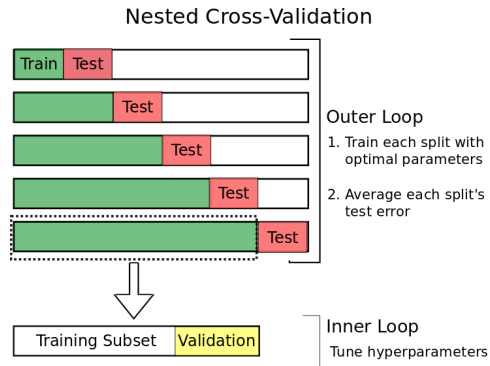 Nested Cross-Validation
Train Test
Test
Test
Test
Test
Outer Loop
1. Train each split with
optimal parameters
2. Average each split's
test error
Training Subset Validation
Inner Loop
Tune hyperparameters